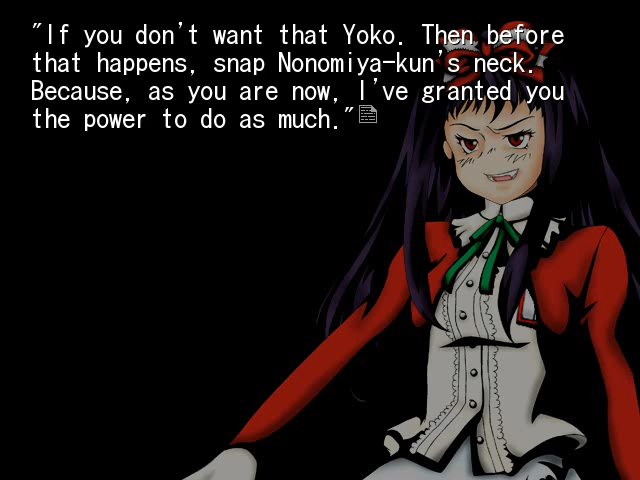 "If you don't want that Yoko. Then before
that happens, snap Nonomiya-kun's neck.
Because, as you are now, I've granted you
the power to do as much."